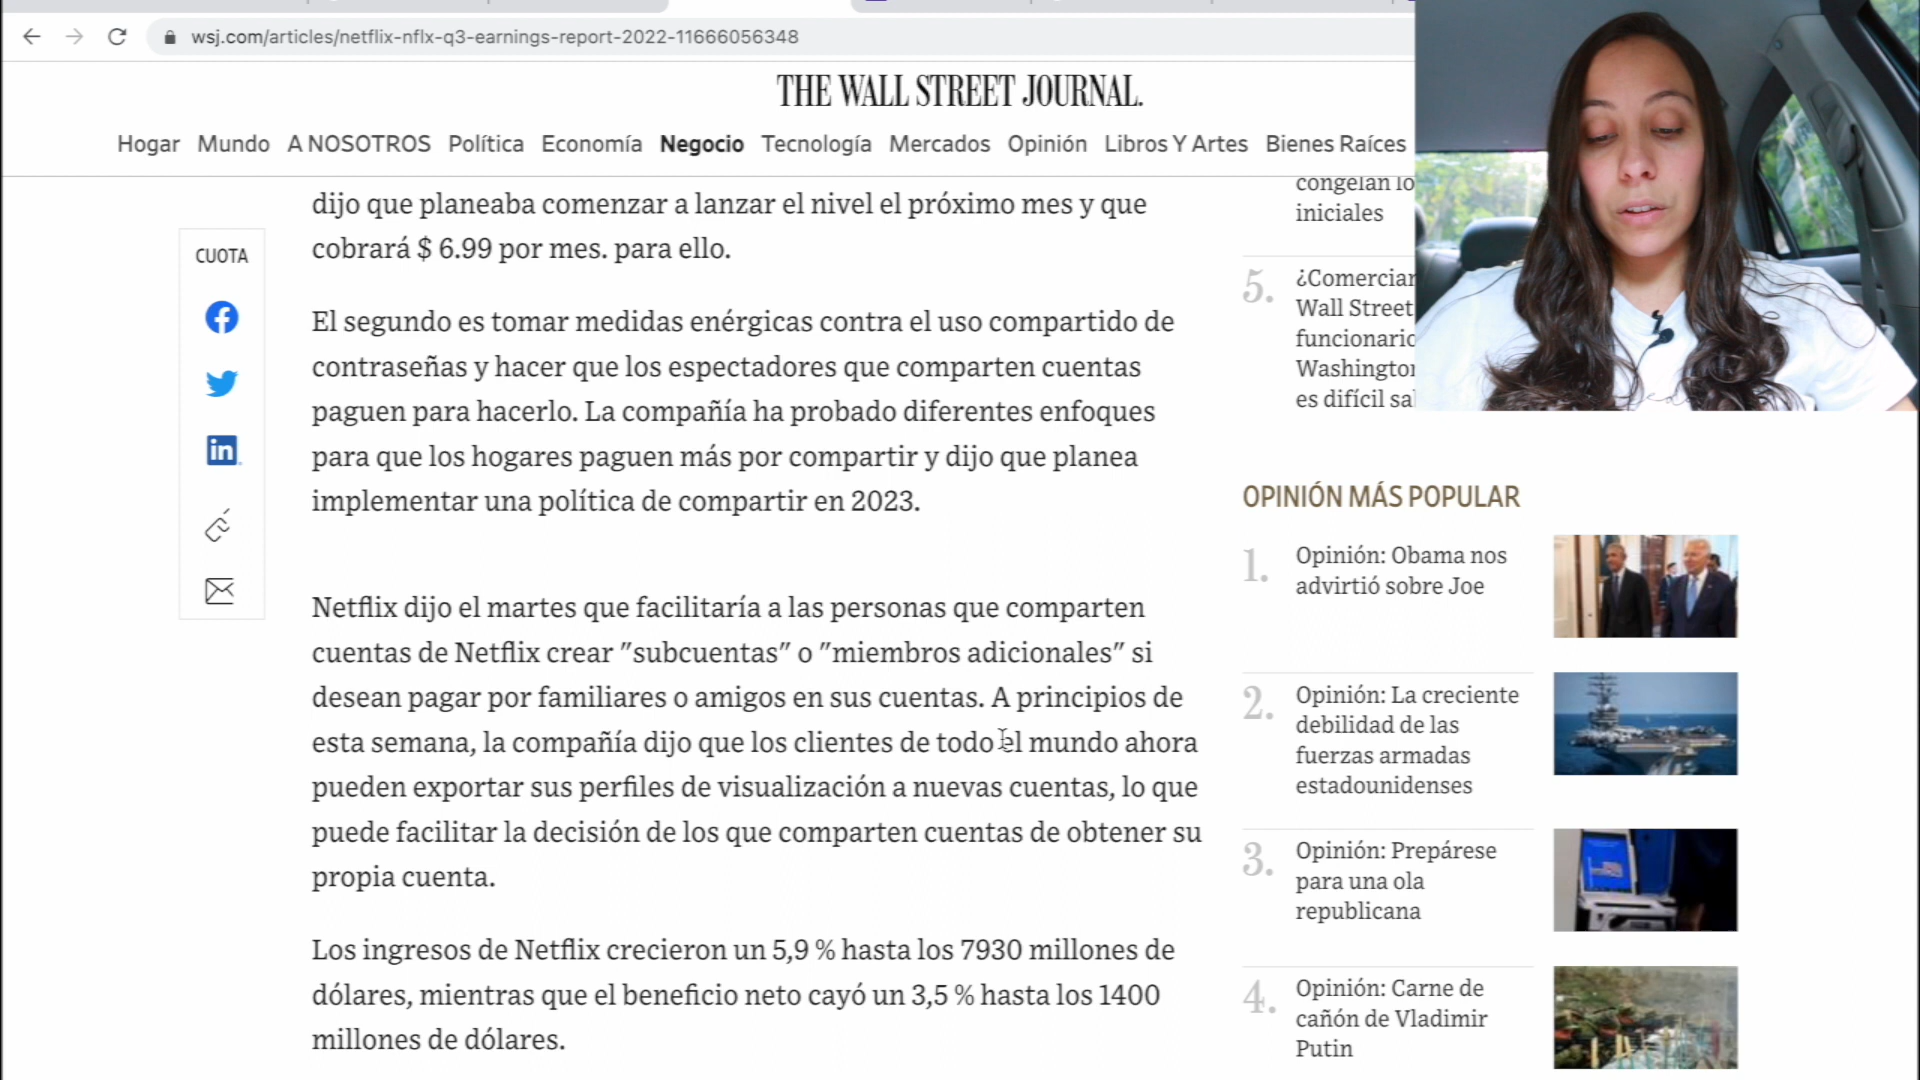 wsj.com/articles/netflix-nflx-q3-earnings-report-2022-11666056348
THE WALL STREET JOURNAL.
Hogar Mundo A NOSOTROS Política Economía Negocio Tecnología Mercados Opinión Libros Y Artes Bienes Raíces
CUOTA
dijo que planeaba comenzar a lanzar el nivel el próximo mes y que
cobrará $ 6.99 por mes. para ello.
El segundo es tomar medidas enérgicas contra el uso compartido de
contraseñas y hacer que los espectadores que comparten cuentas
paguen para hacerlo. La compañía ha probado diferentes enfoques
para que los hogares paguen más por compartir y dijo que planea
implementar una política de compartir en 2023.
Netflix dijo el martes que facilitaría a las personas que comparten
cuentas de Netflix crear "subcuentas" o "miembros adicionales" si
desean pagar por familiares o amigos en sus cuentas. A principios de
esta semana, la compañía dijo que los clientes de todo el mundo ahora
pueden exportar sus perfiles de visualización a nuevas cuentas, lo que
puede facilitar la decisión de los que comparten cuentas de obtener su
propia cuenta.
Los ingresos de Netflix crecieron un 5,9 % hasta los 7930 millones de
dólares, mientras que el beneficio neto cayó un 3,5 % hasta los 1400
millones de dólares.
congelan lo
iniciales
5. ¿Comerciar
Wall Street
funcionario
Washington
es difícil sa
OPINIÓN MÁS POPULAR
1. Opinión: Obama nos
advirtió sobre Joe
2. Opinión: La creciente
debilidad de las
fuerzas armadas
estadounidenses
3. Opinión: Prepárese
para una ola
republicana
4. Opinión: Carne de
cañón de Vladimir
Putin